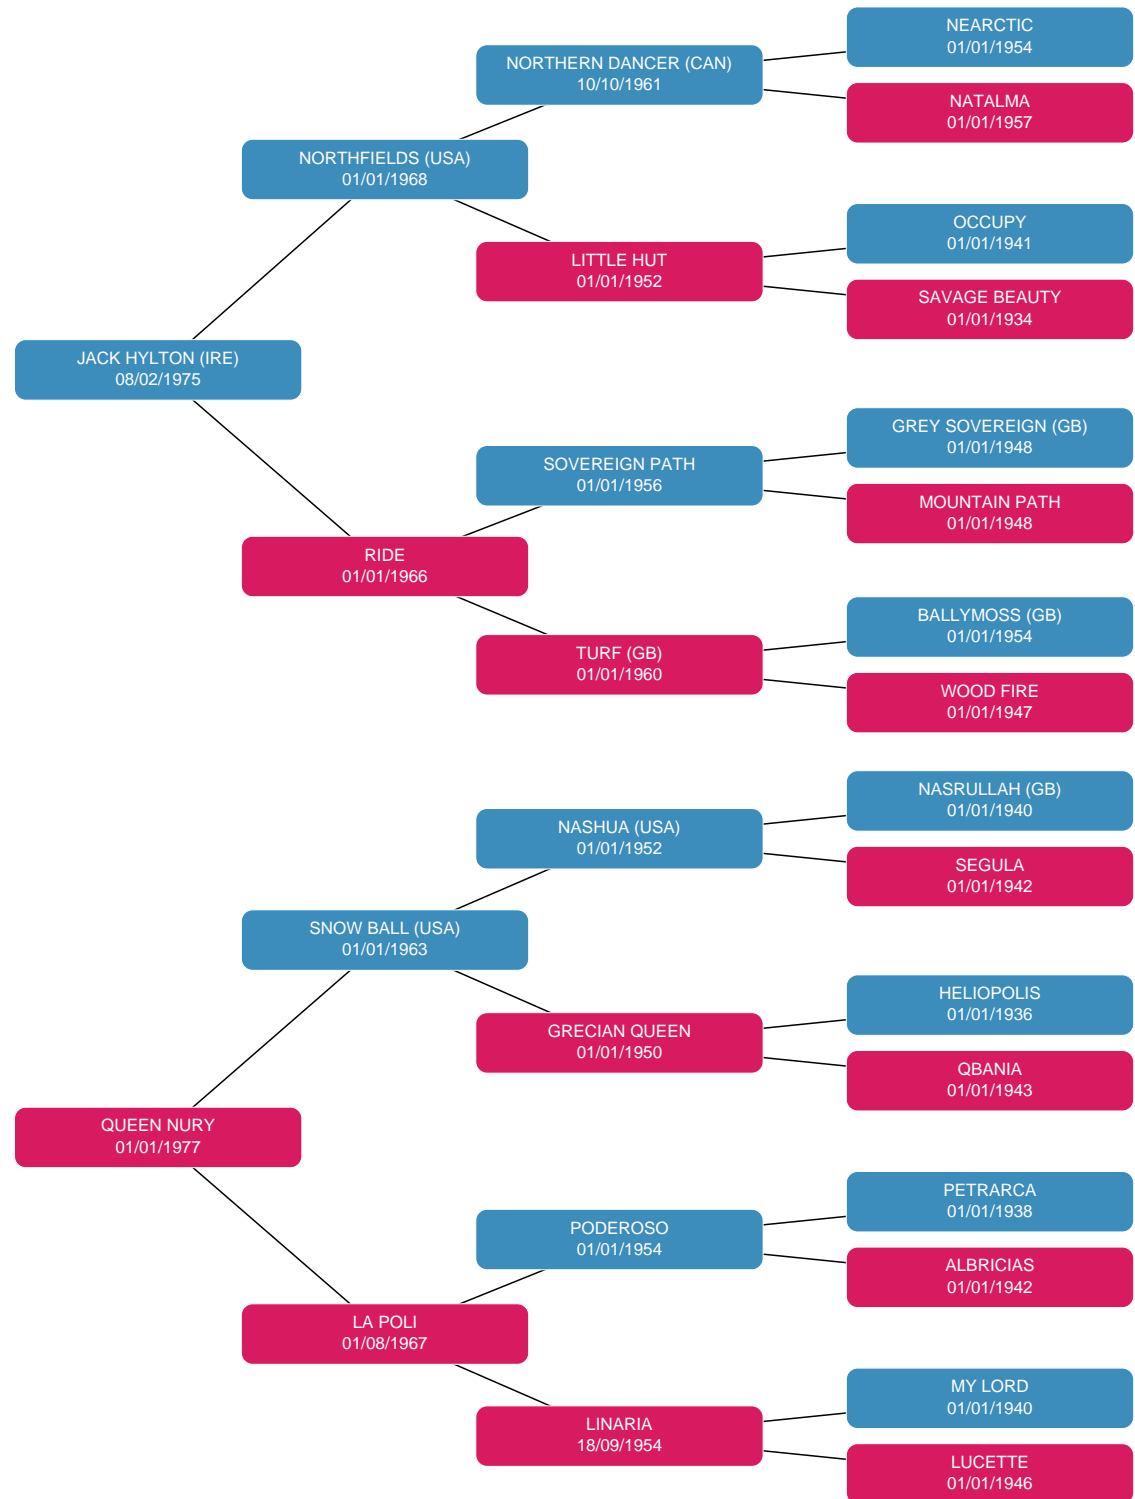 NEARCTIC
01/01/1954
NORTHERN DANCER (CAN)
10/10/1961
NATALMA
01/01/1957
NORTHFIELDS (USA)
01/01/1968
OCCUPY
01/01/1941
LITTLE HUT
01/01/1952
SAVAGE BEAUTY
01/01/1934
JACK HYLTON (IRE)
08/02/1975
GREY SOVEREIGN (GB)
01/01/1948
SOVEREIGN PATH
01/01/1956
MOUNTAIN PATH
01/01/1948
RIDE
01/01/1966
BALLYMOSS (GB)
01/01/1954
TURF (GB)
01/01/1960
WOOD FIRE
01/01/1947
NASRULLAH (GB)
01/01/1940
NASHUA (USA)
01/01/1952
SEGULA
01/01/1942
SNOW BALL (USA)
01/01/1963
HELIOPOLIS
01/01/1936
GRECIAN QUEEN
01/01/1950
QBANIA
01/01/1943
QUEEN NURY
01/01/1977
PETRARCA
01/01/1938
PODEROSO
01/01/1954
ALBRICIAS
01/01/1942
LA POLI
01/08/1967
MY LORD
01/01/1940
LINARIA
18/09/1954
LUCETTE
01/01/1946